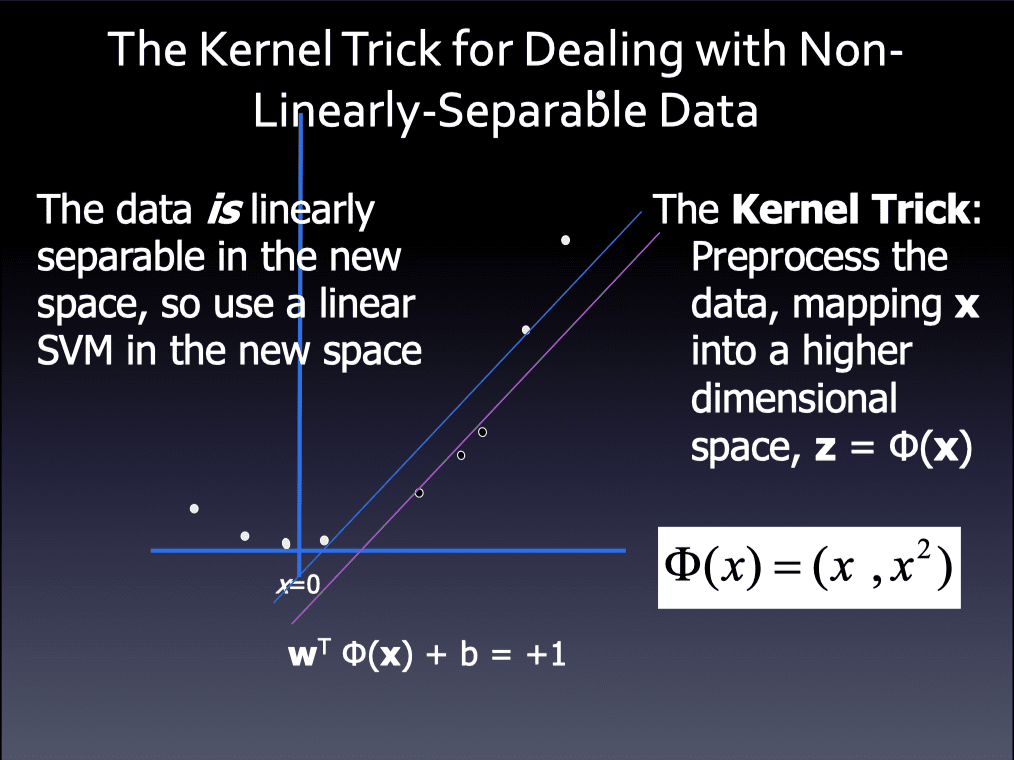 The Kernel Trick for Dealing with Non-
Linearly-Separable Data
The data is linearly
separable in the new
space, so use a linear
SVM in the new space
The Kernel Trick:
Preprocess the
data, mapping x
into a higher
dimensional
space, z = Φ(x)
Φ(x) = (x , x²)
x=0
wᵀ Φ(x) + b = +1